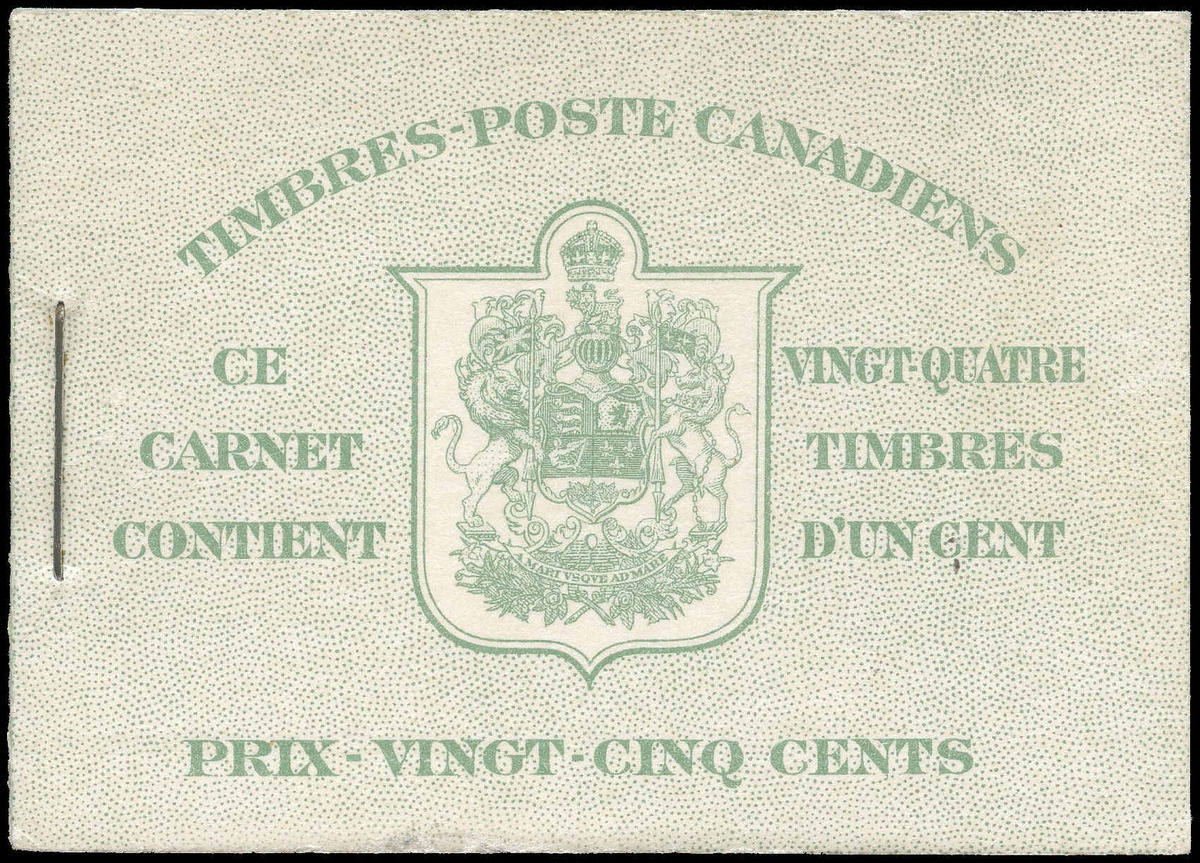 TIMBRES-POSTE CANADIENS
CE
CARNET
CONTIENT
VINGT-QUATRE
TIMBRES
D'UN CENT
A MARI VSQVE AD MARE
PRIX-VINGT-CINQ CENTS